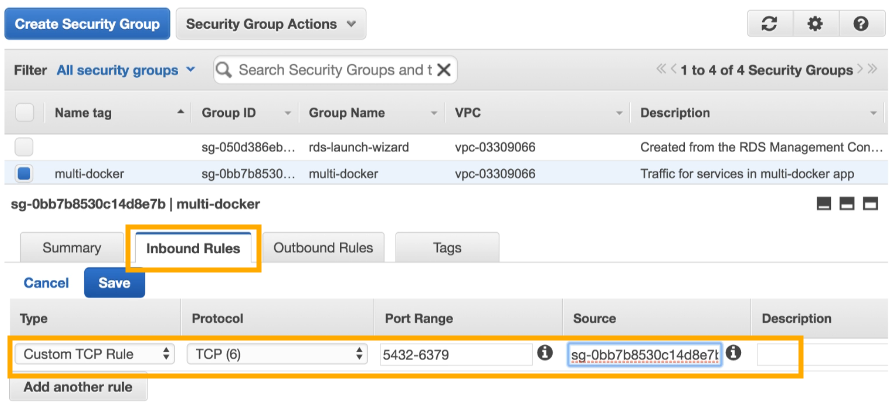 Create Security Group Security Group Actions
Filter All security groups Search Security Groups and t 1 to 4 of 4 Security Groups
Name tag Group ID Group Name VPC Description
sg-050d386eb... rds-launch-wizard vpc-03309066 Created from the RDS Management Con...
multi-docker sg-0bb7b8530... multi-docker vpc-03309066 Traffic for services in multi-docker app
sg-0bb7b8530c14d8e7b | multi-docker
Summary Inbound Rules Outbound Rules Tags
Cancel Save
Type Protocol Port Range Source Description
Custom TCP Rule TCP (6) 5432-6379 sg-0bb7b8530c14d8e7b
Add another rule